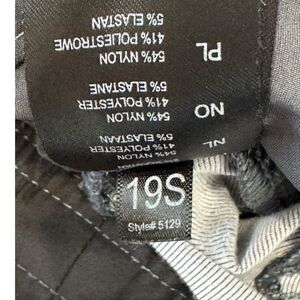 NL 54% NYLON
41% POLYESTER
5% ELASTAAN
NO 54% NYLON
41% POLYESTER
5% ELASTANE
PL 54% NYLON
41% POLIESTROWE
5% ELASTAN
19S
Style# 5129